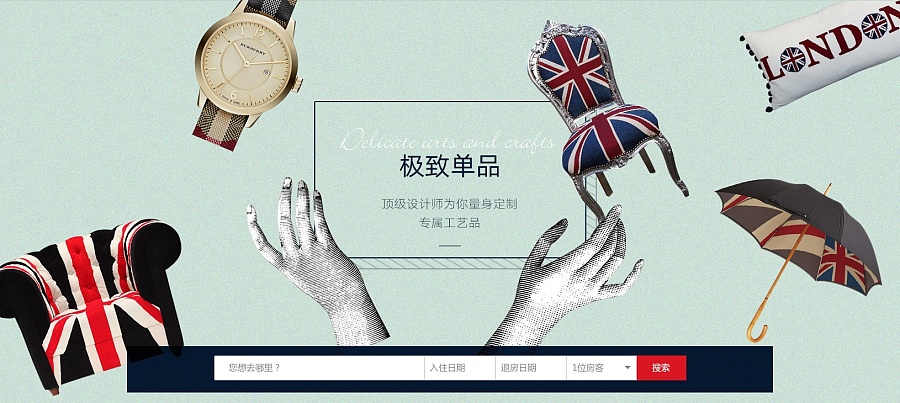 BURBERRY
LONDON
Delicate arts and crafts
极致单品
顶级设计师为你量身定制
专属工艺品
您想去哪里？
入住日期
退房日期
1位房客
搜索